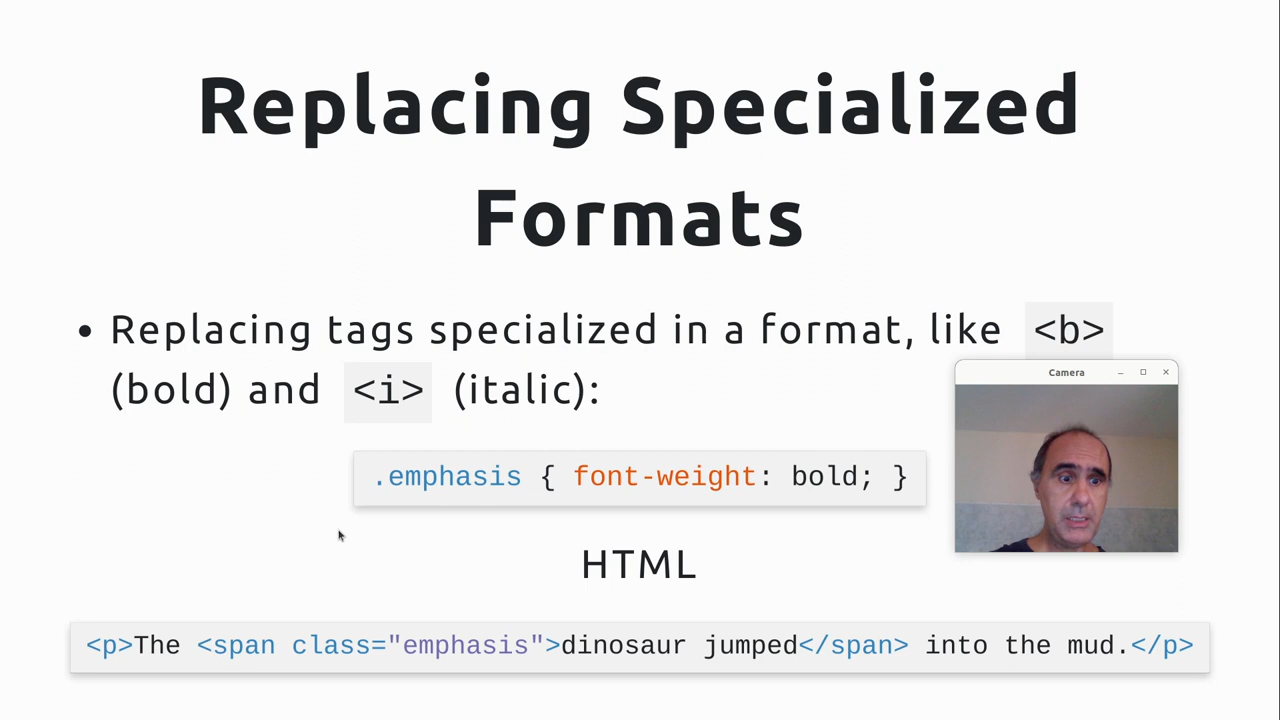 Replacing Specialized
Formats
• Replacing tags specialized in a format, like <b>
(bold) and <i> (italic):
Camera
.emphasis { font-weight: bold; }
HTML
<p>The <span class="emphasis">dinosaur jumped</span> into the mud.</p>